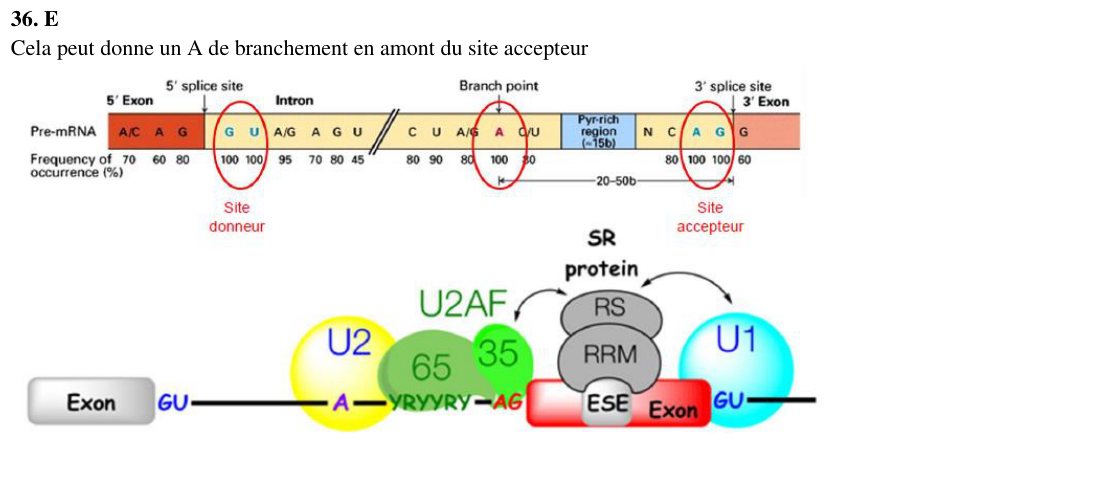 36. E
Cela peut donne un A de branchement en amont du site accepteur
5' splice site Branch point 3' splice site
5' Exon Intron 3' Exon
Pre-mRNA A/C A G G U A/G A G U C U A/G A C/U Pyr-rich region (≈15b) N C A G G
Frequency of occurrence (%) 70 60 80 100 100 95 70 80 45 80 90 80 100 80 80 100 100 60
20–50b
Site donneur
Site accepteur
SR protein
U2AF
RS
U2 65 35 RRM U1
Exon GU A YRYYRY AG ESE Exon GU